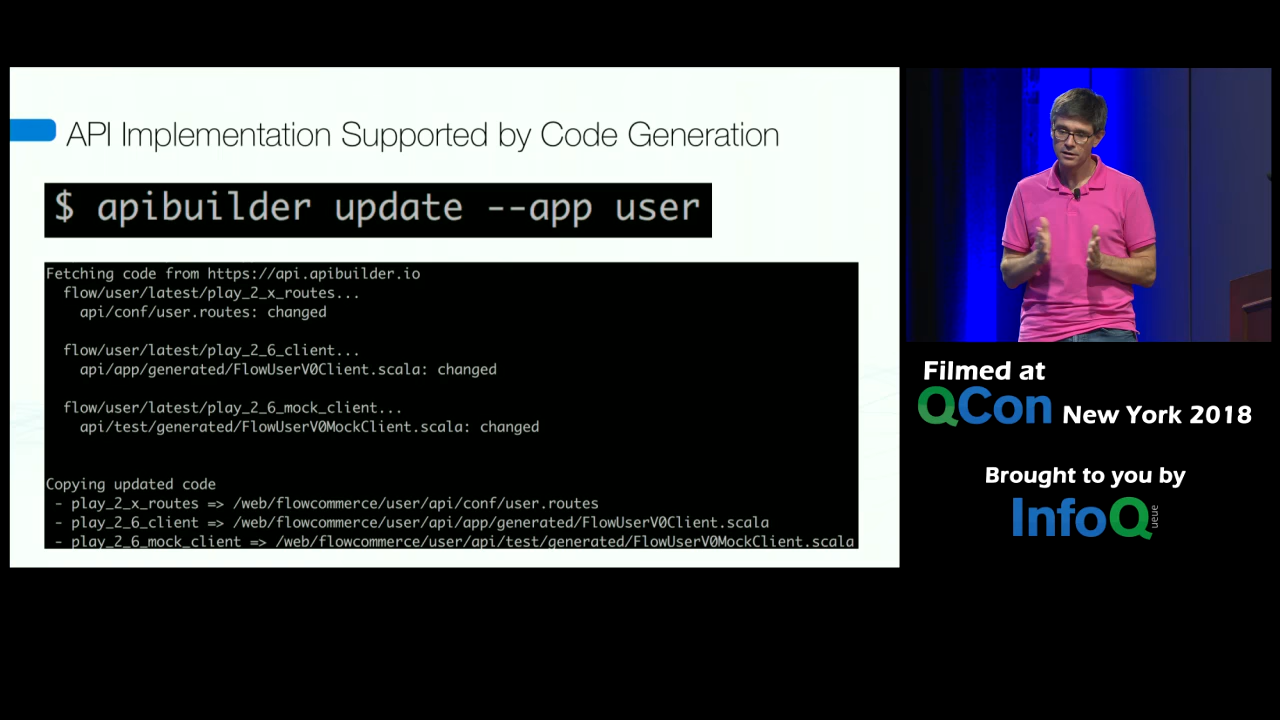 API Implementation Supported by Code Generation
$ apibuilder update --app user
Fetching code from https://api.apibuilder.io
flow/user/latest/play_2_x_routes...
api/conf/user.routes: changed
flow/user/latest/play_2_6_client...
api/app/generated/FlowUserV0Client.scala: changed
flow/user/latest/play_2_6_mock_client...
api/test/generated/FlowUserV0MockClient.scala: changed
Copying updated code
- play_2_x_routes => /web/flowcommerce/user/api/conf/user.routes
- play_2_6_client => /web/flowcommerce/user/api/app/generated/FlowUserV0Client.scala
- play_2_6_mock_client => /web/flowcommerce/user/api/test/generated/FlowUserV0MockClient.scala
Filmed at
QCon New York 2018
Brought to you by
InfoQueue